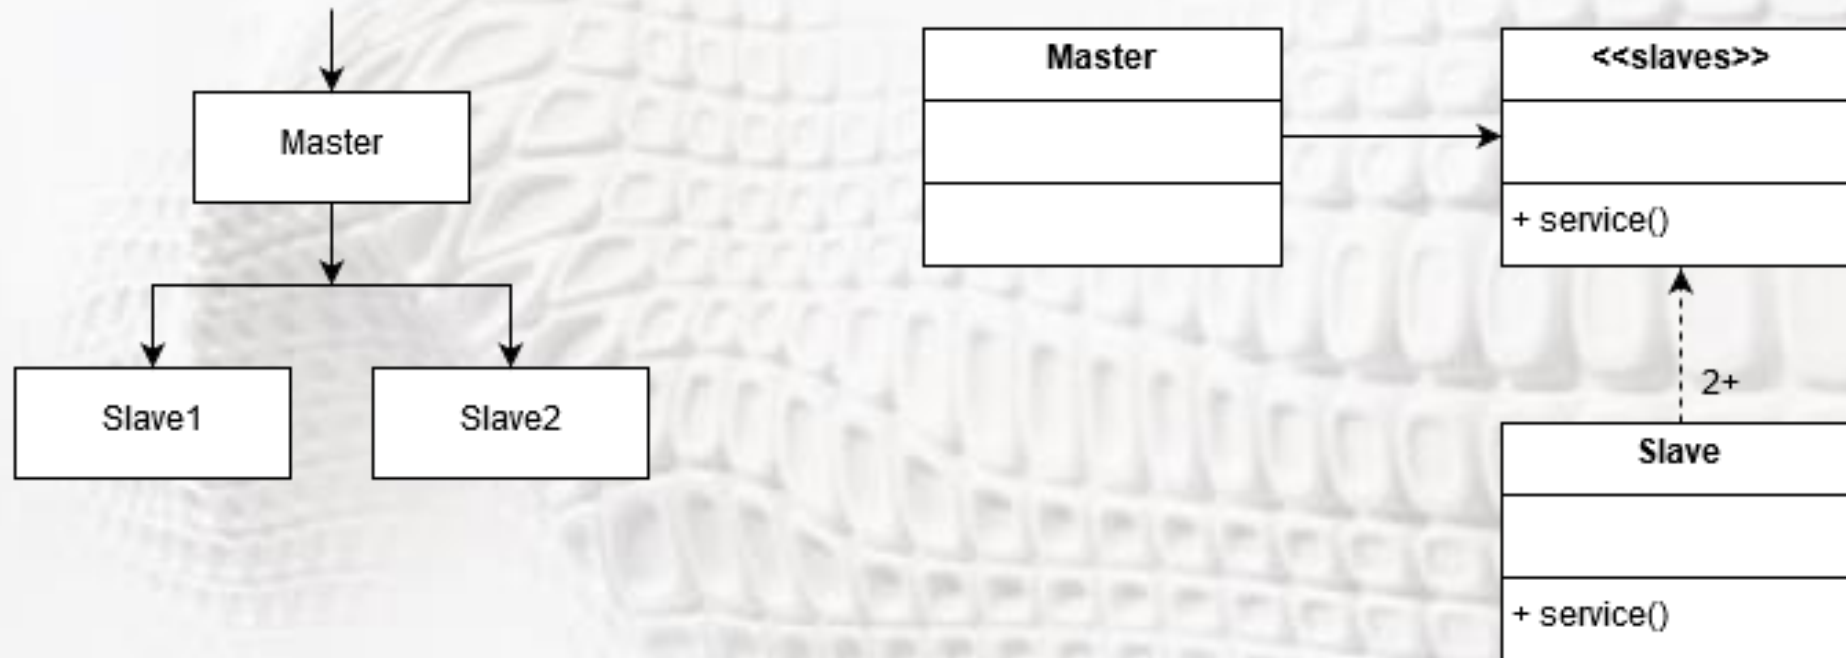 Master
Slave1
Slave2
Master
<<slaves>>
+ service()
2+
Slave
+ service()